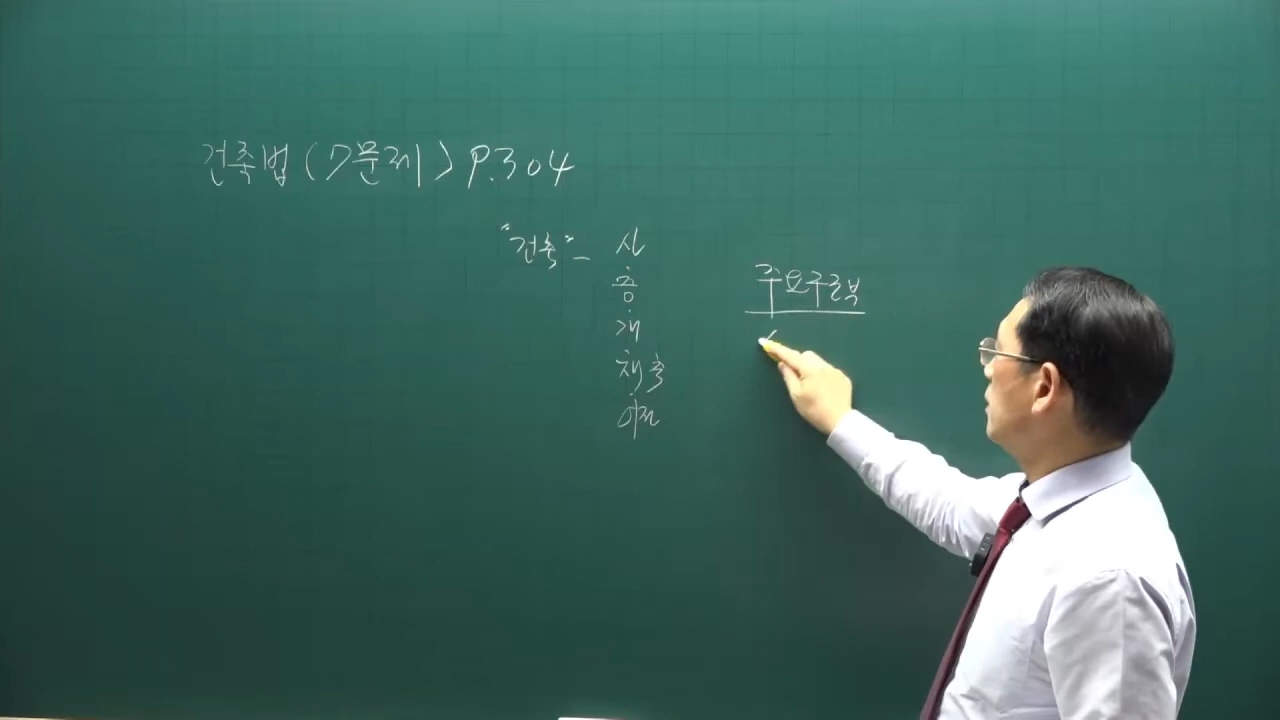 건축법(7문제) P.304
"건축" - 신
증
개
재축
이전
주요구조부